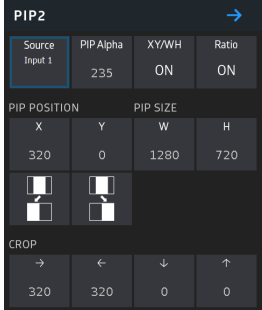 PIP2 →
Source PIP Alpha XY/WH Ratio
Input 1 235 ON ON
PIP POSITION PIP SIZE
X Y W H
320 0 1280 720
CROP
→ ← ↓ ↑
320 320 0 0